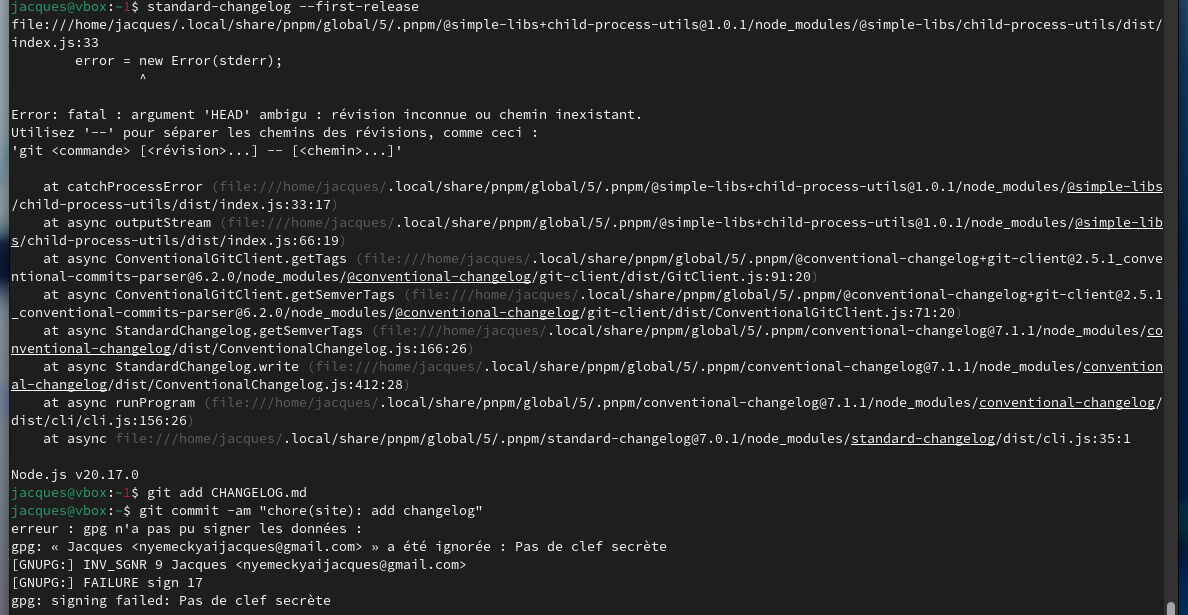 jacques@vbox:~1$ standard-changelog --first-release
file:///home/jacques/.local/share/pnpm/global/5/.pnpm/@simple-libs+child-process-utils@1.0.1/node_modules/@simple-libs/child-process-utils/dist/
index.js:33
        error = new Error(stderr);
                ^
Error: fatal : argument 'HEAD' ambigu : révision inconnue ou chemin inexistant.
Utilisez '--' pour séparer les chemins des révisions, comme ceci :
'git <commande> [<révision>...] -- [<chemin>...]'
    at catchProcessError (file:///home/jacques/.local/share/pnpm/global/5/.pnpm/@simple-libs+child-process-utils@1.0.1/node_modules/@simple-libs
/child-process-utils/dist/index.js:33:17)
    at async outputStream (file:///home/jacques/.local/share/pnpm/global/5/.pnpm/@simple-libs+child-process-utils@1.0.1/node_modules/@simple-lib
s/child-process-utils/dist/index.js:66:19)
    at async ConventionalGitClient.getTags (file:///home/jacques/.local/share/pnpm/global/5/.pnpm/@conventional-changelog+git-client@2.5.1_conve
ntional-commits-parser@6.2.0/node_modules/@conventional-changelog/git-client/dist/GitClient.js:91:20)
    at async ConventionalGitClient.getSemverTags (file:///home/jacques/.local/share/pnpm/global/5/.pnpm/@conventional-changelog+git-client@2.5.1
_conventional-commits-parser@6.2.0/node_modules/@conventional-changelog/git-client/dist/ConventionalGitClient.js:71:20)
    at async StandardChangelog.getSemverTags (file:///home/jacques/.local/share/pnpm/global/5/.pnpm/conventional-changelog@7.1.1/node_modules/co
nventional-changelog/dist/ConventionalChangelog.js:166:26)
    at async StandardChangelog.write (file:///home/jacques/.local/share/pnpm/global/5/.pnpm/conventional-changelog@7.1.1/node_modules/convention
al-changelog/dist/ConventionalChangelog.js:412:28)
    at async runProgram (file:///home/jacques/.local/share/pnpm/global/5/.pnpm/conventional-changelog@7.1.1/node_modules/conventional-changelog/
dist/cli/cli.js:156:26)
    at async file:///home/jacques/.local/share/pnpm/global/5/.pnpm/standard-changelog@7.0.1/node_modules/standard-changelog/dist/cli.js:35:1
Node.js v20.17.0
jacques@vbox:~1$ git add CHANGELOG.md
jacques@vbox:~$ git commit -am "chore(site): add changelog"
erreur : gpg n'a pas pu signer les données :
gpg: « Jacques <nyemeckyaijacques@gmail.com> » a été ignorée : Pas de clef secrète
[GNUPG:] INV_SGNR 9 Jacques <nyemeckyaijacques@gmail.com>
[GNUPG:] FAILURE sign 17
gpg: signing failed: Pas de clef secrète